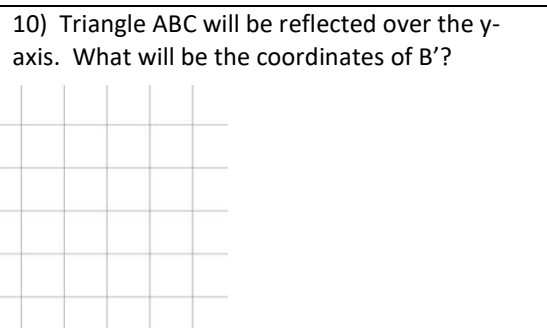 10) Triangle ABC will be reflected over the y-
axis. What will be the coordinates of B’?